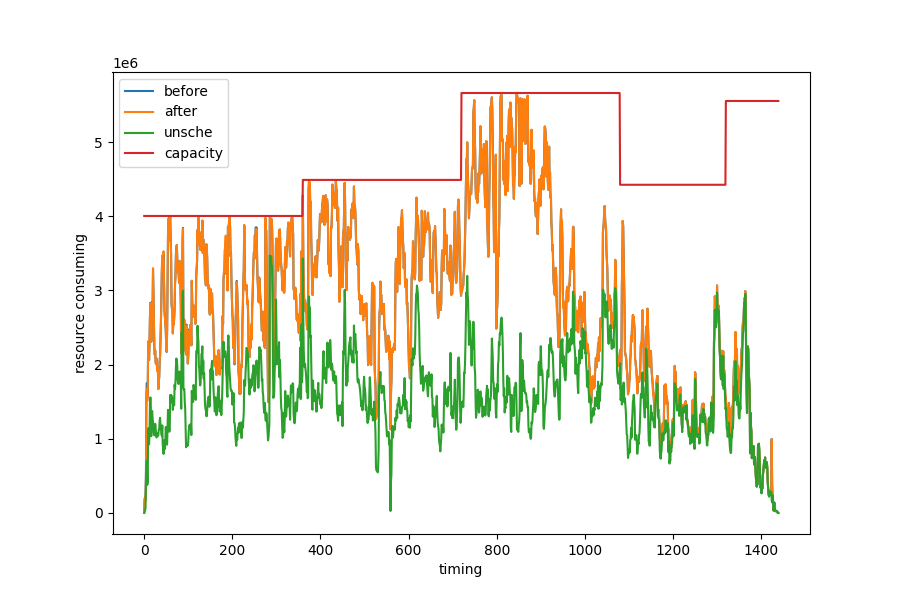 1e6
before
after
unsche
capacity
5
4
3
2
1
0
resource consuming
0 200 400 600 800 1000 1200 1400
timing